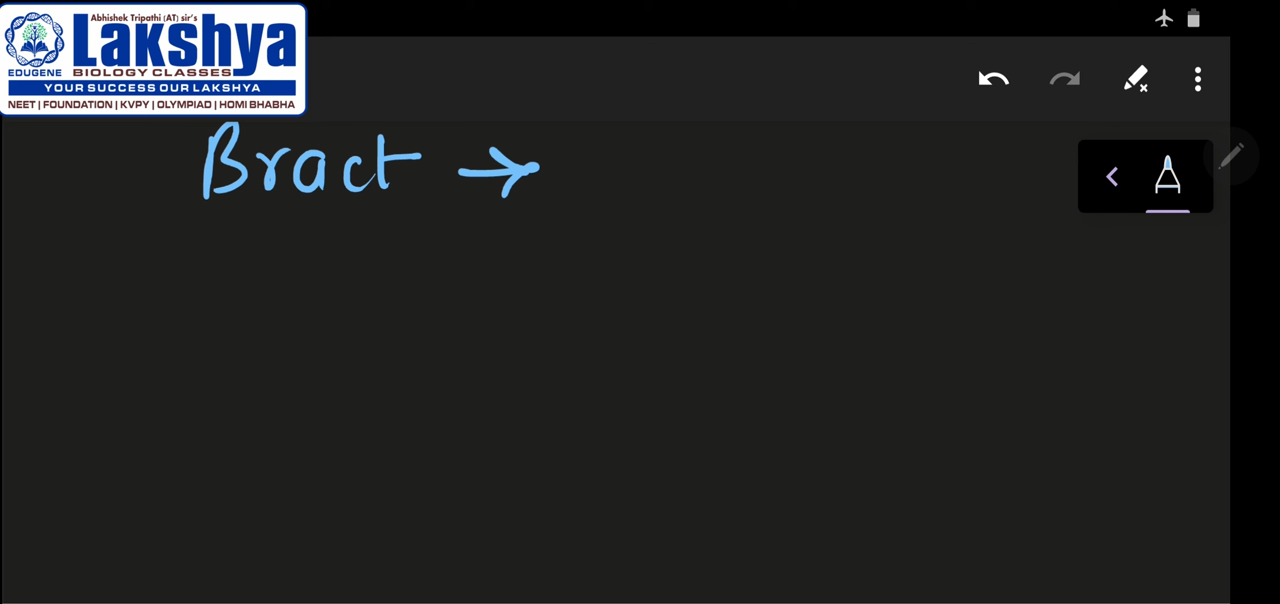 Abhishek Tripathi (AT) sir's
Lakshya
EDUGENE
BIOLOGY CLASSES
YOUR SUCCESS OUR LAKSHYA
NEET | FOUNDATION | KVPY | OLYMPIAD | HOMI BHABHA
Bract →